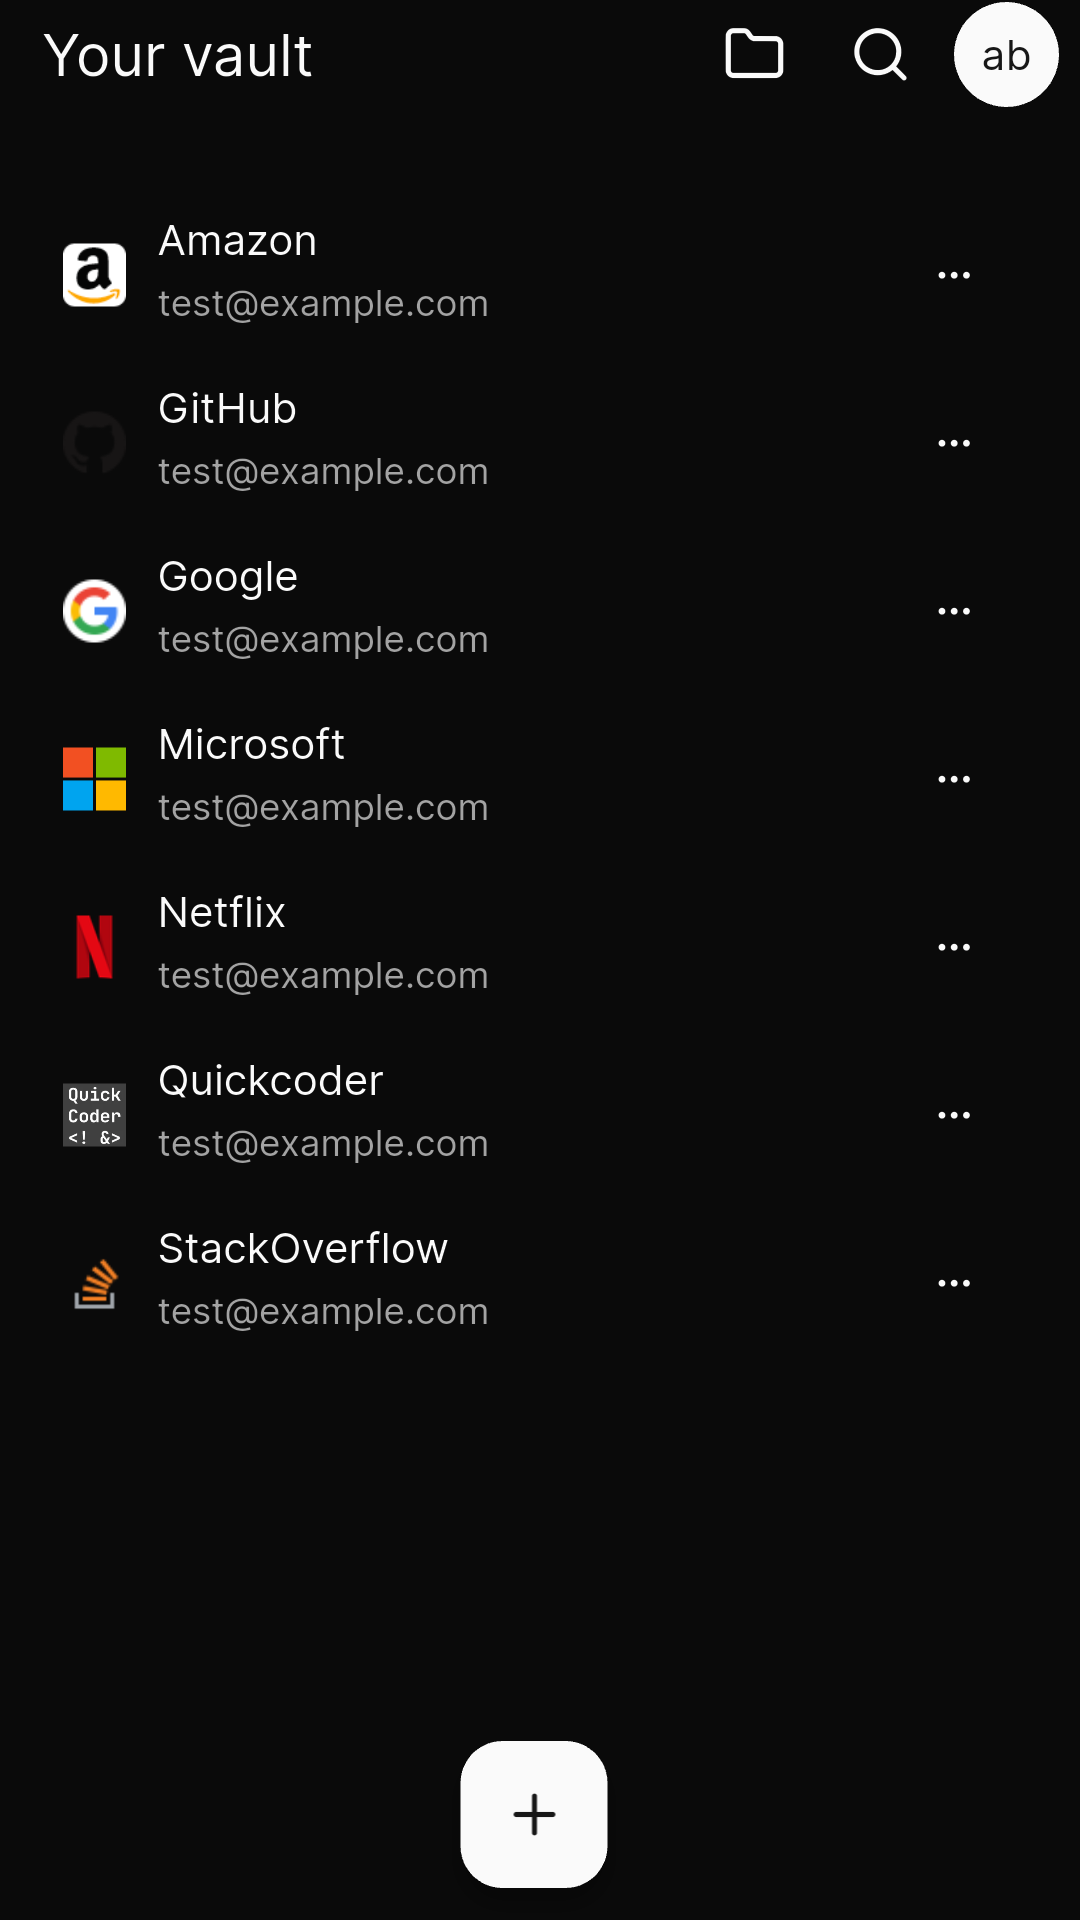 Your vault
ab
Amazon
test@example.com
GitHub
test@example.com
Google
test@example.com
Microsoft
test@example.com
Netflix
test@example.com
Quick
Coder
<! &>
Quickcoder
test@example.com
StackOverflow
test@example.com